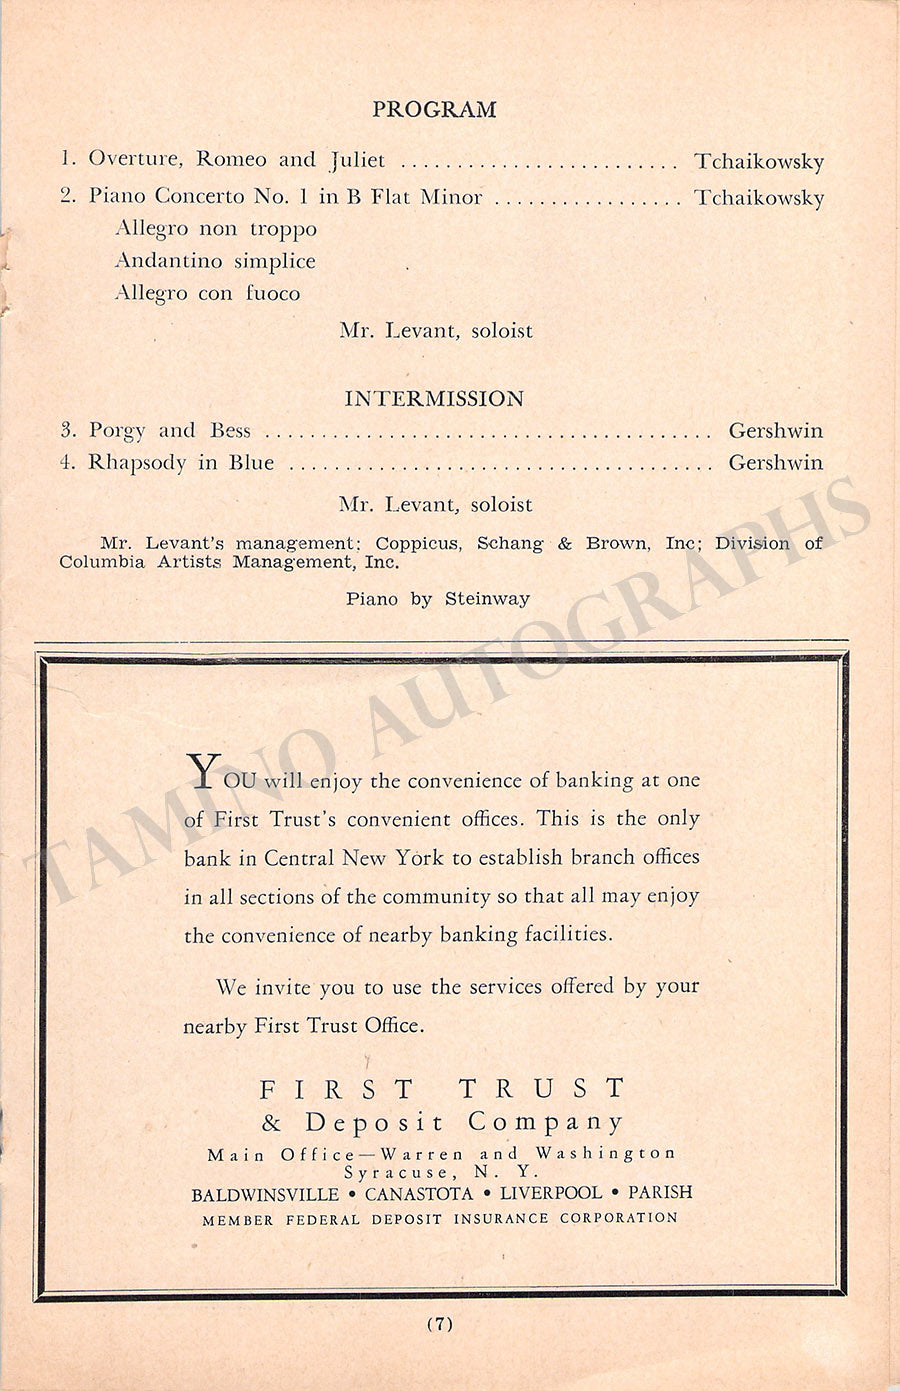 PROGRAM
1. Overture, Romeo and Juliet ......................... Tchaikowsky
2. Piano Concerto No. 1 in B Flat Minor ................. Tchaikowsky
Allegro non troppo
Andantino simplice
Allegro con fuoco
Mr. Levant, soloist
INTERMISSION
3. Porgy and Bess ........................................ Gershwin
4. Rhapsody in Blue ...................................... Gershwin
Mr. Levant, soloist
Mr. Levant's management: Coppicus, Schang & Brown, Inc; Division of
Columbia Artists Management, Inc.
Piano by Steinway
TAMINO AUTOGRAPHS
YOU will enjoy the convenience of banking at one
of First Trust's convenient offices. This is the only
bank in Central New York to establish branch offices
in all sections of the community so that all may enjoy
the convenience of nearby banking facilities.
We invite you to use the services offered by your
nearby First Trust Office.
FIRST TRUST
& Deposit Company
Main Office—Warren and Washington
Syracuse, N. Y.
BALDWINSVILLE • CANASTOTA • LIVERPOOL • PARISH
MEMBER FEDERAL DEPOSIT INSURANCE CORPORATION
(7)